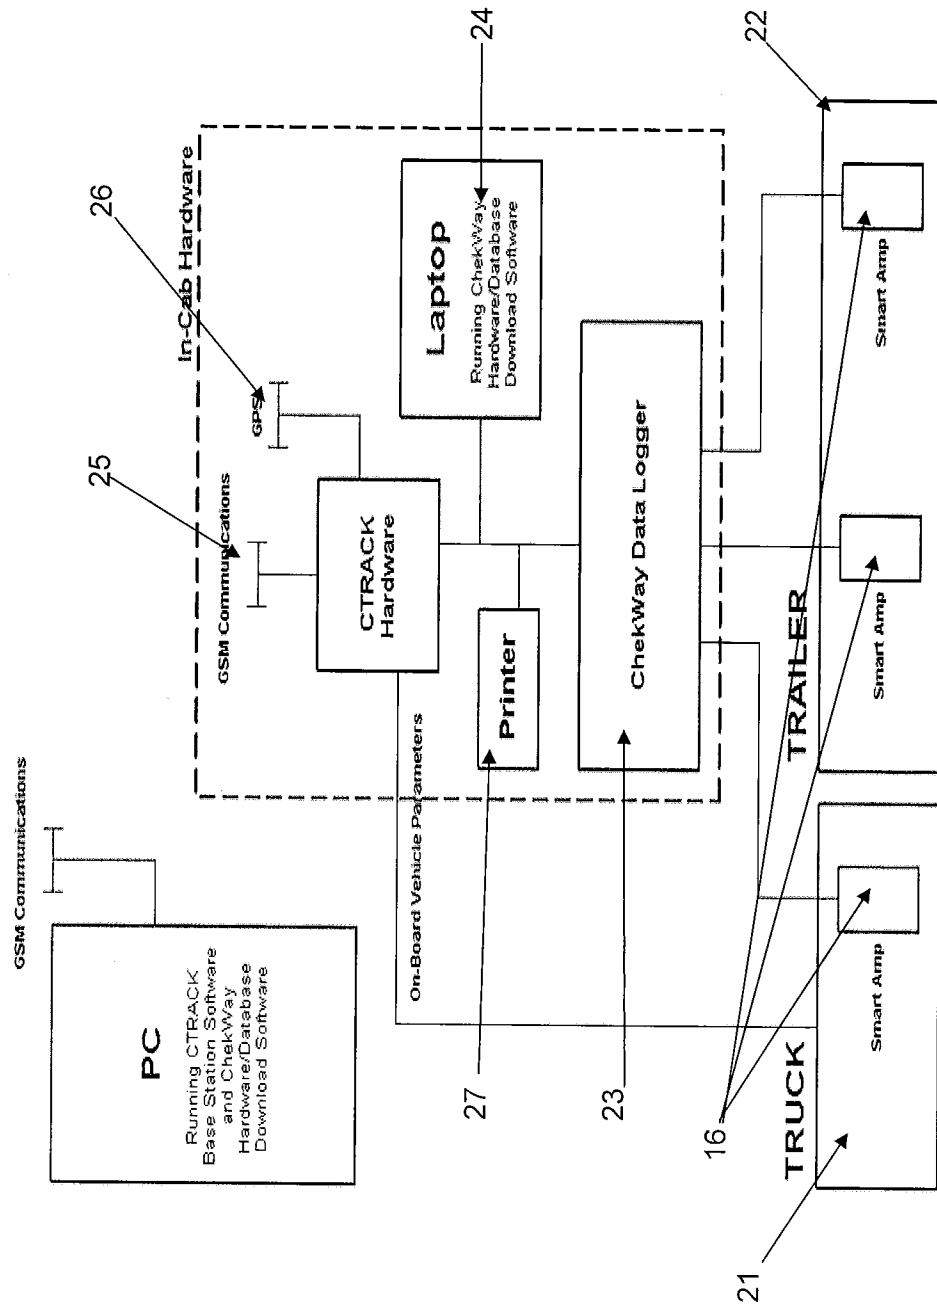 GSM Communications
PC
Running CTRACK
Base Station Software
and ChekWay
Hardware/Database
Download Software
25
26
GSM Communications
GPS
In-Cab Hardware
24
CTRACK
Hardware
Laptop
Running ChekWay
Hardware/Database
Download Software
On-Board Vehicle Parameters
27
Printer
23
ChekWay Data Logger
16
22
TRUCK
TRAILER
Smart Amp
Smart Amp
Smart Amp
21